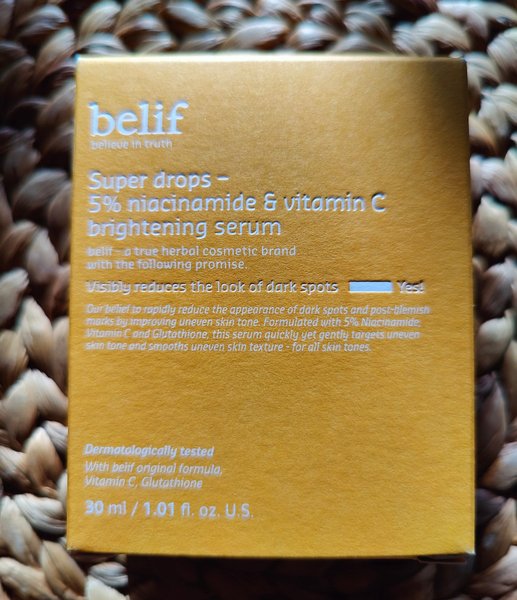 belif
believe in truth
Super drops –
5% niacinamide & vitamin C
brightening serum
belif – a true herbal cosmetic brand
with the following promise.
Visibly reduces the look of dark spots Yes!
Our belief to rapidly reduce the appearance of dark spots and post-blemish
marks by improving uneven skin tone. Formulated with 5% Niacinamide,
Vitamin C and Glutathione, this serum quickly yet gently targets uneven
skin tone and smooths uneven skin texture - for all skin tones.
Dermatologically tested
With belif original formula,
Vitamin C, Glutathione
30 ml / 1.01 fl. oz. U.S.